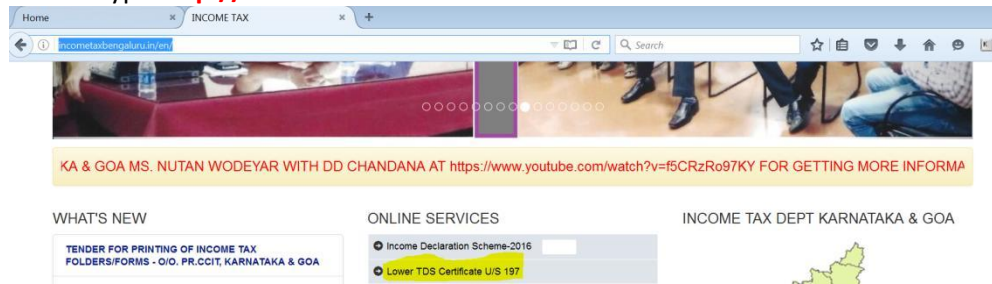 Home
INCOME TAX
incometaxbengaluru.in/en/
Search
KA & GOA MS. NUTAN WODEYAR WITH DD CHANDANA AT https://www.youtube.com/watch?v=f5CRzRo97KY FOR GETTING MORE INFORMA
WHAT'S NEW
ONLINE SERVICES
INCOME TAX DEPT KARNATAKA & GOA
TENDER FOR PRINTING OF INCOME TAX
FOLDERS/FORMS - O/O. PR.CCIT, KARNATAKA & GOA
Income Declaration Scheme-2016
Lower TDS Certificate U/S 197